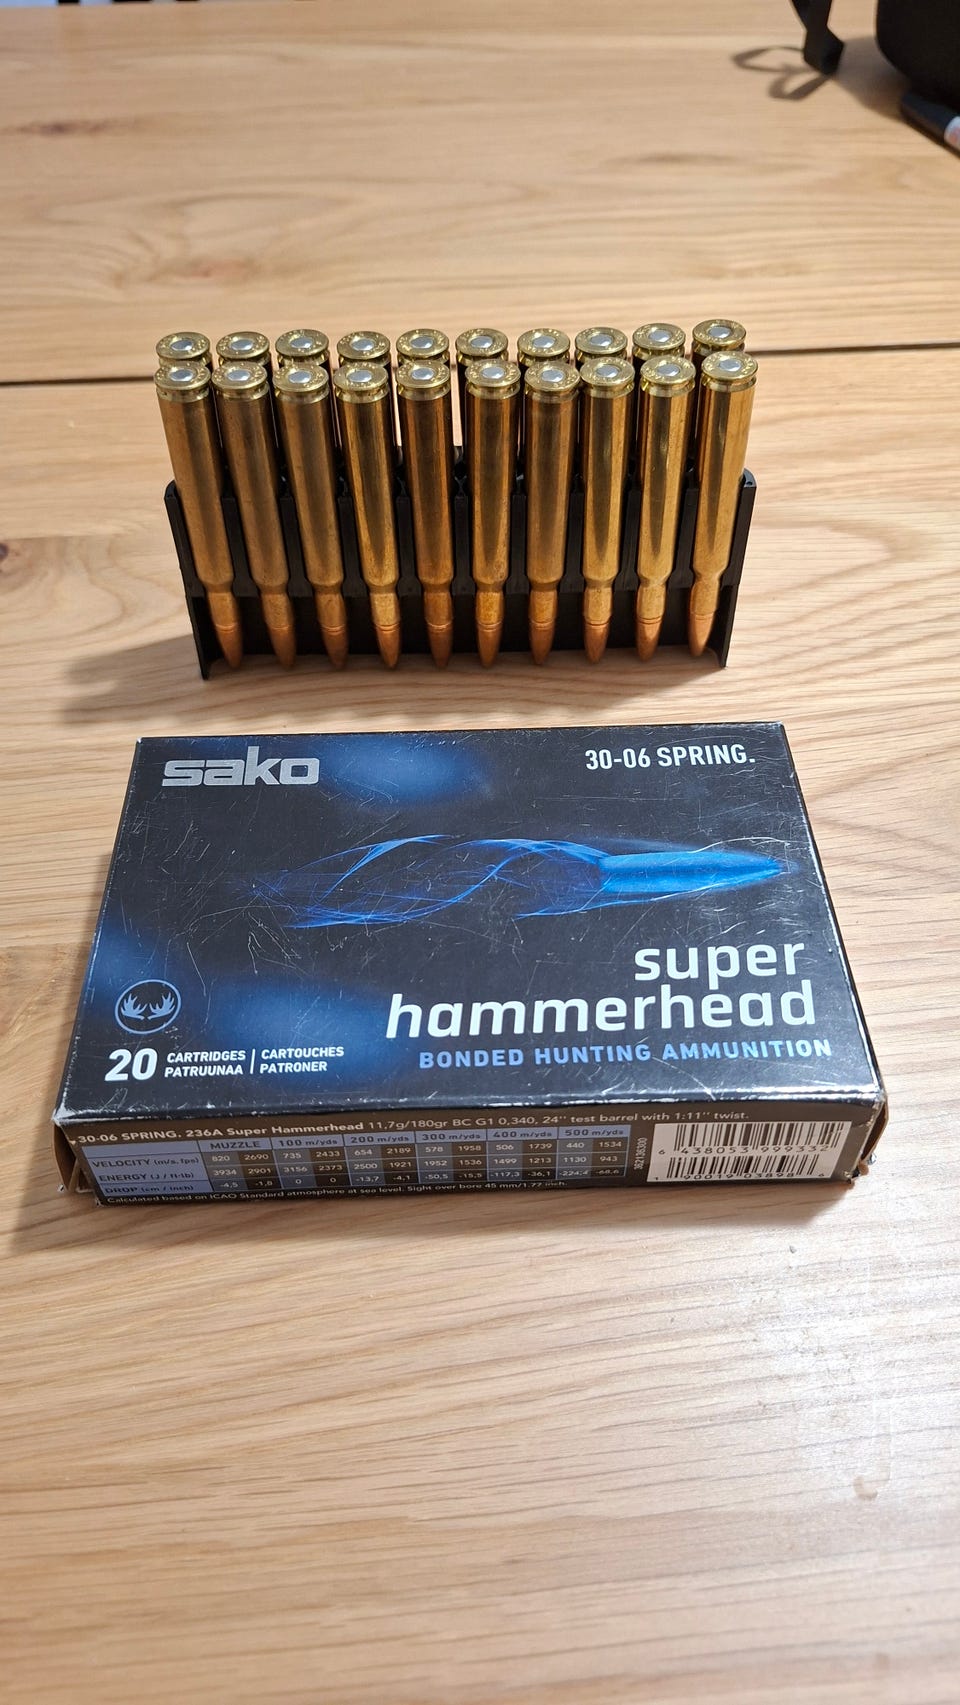 sako
30-06 SPRING.
super
hammerhead
BONDED HUNTING AMMUNITION
20 CARTRIDGES | CARTOUCHES
PATRUUNAA | PATRONER
30-06 SPRING. 236A Super Hammerhead 11,7g/180gr BC G1 0,340, 24" test barrel with 1:11" twist.
MUZZLE 100 m/yds 200 m/yds 300 m/yds 400 m/yds 500 m/yds
VELOCITY (m/s, fps) 820 2690 735 2433 654 2189 578 1958 506 1739 440 1534
ENERGY (J / ft-lb) 3934 2901 3156 2373 2500 1921 1952 1536 1499 1213 1130 943
DROP (cm / inch) -4,5 -1,8 0 0 -13,7 -4,1 -50,5 -15,5 -117,3 -36,1 -224,4 -68,6
Calculated based on ICAO Standard atmosphere at sea level. Sight over bore 45 mm/1.77 inch.
6 438053 999332